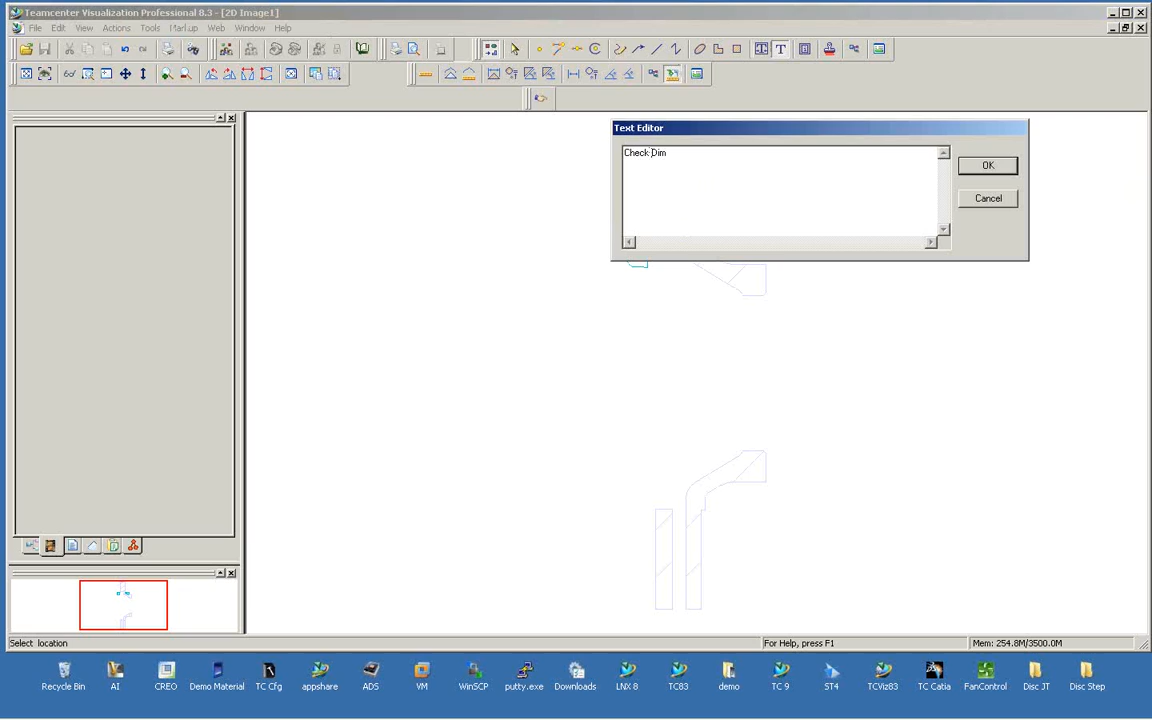 Teamcenter Visualization Professional 8.3 - [2D Image1]
File Edit View Actions Tools Markup Web Window Help
Text Editor
Check Dim
OK
Cancel
Select location
For Help, press F1
Mem: 254.8M/3500.0M
Recycle Bin AI CREO Demo Material TC Cfg appshare ADS VM WinSCP putty.exe Downloads LNX 8 TC83 demo TC 9 ST4 TCViz83 TC Catia FanControl Disc JT Disc Step